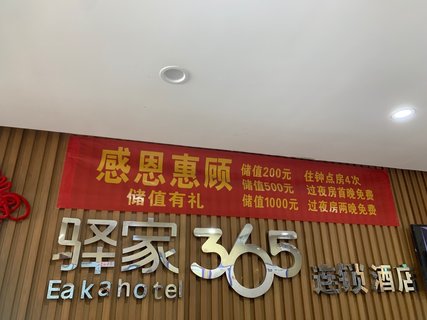 感恩惠顾
储值有礼
储值200元 住钟点房4次
储值500元 过夜房首晚免费
储值1000元 过夜房两晚免费
驿家365连锁酒店
Eakahotel